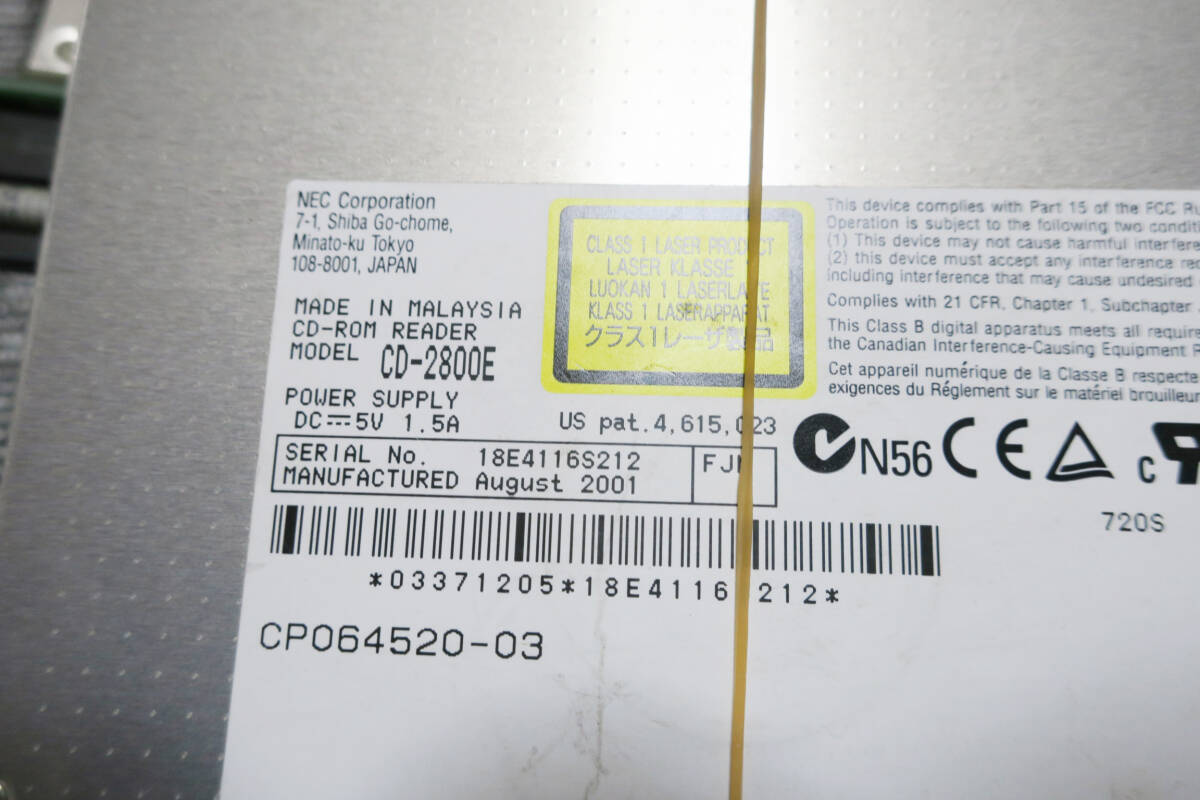 NEC Corporation
7-1, Shiba Go-chome,
Minato-ku Tokyo
108-8001, JAPAN
MADE IN MALAYSIA
CD-ROM READER
MODEL CD-2800E
POWER SUPPLY
DC 5V 1.5A
US pat.4,615, 23
SERIAL No. 18E4116S212
MANUFACTURED August 2001
FJ
CLASS 1 LASER PRODUCT
LASER KLASSE
LUOKAN 1
KLASS 1
クラス1レーザ製品
This device complies with Part 15 of the FCC
Operation is subject to the following two
(1) This device may not cause harmful
(2) this device must accept any interference
including interference that may cause undesired
Complies with 21 CFR, Chapter 1, Subchapter
This Class B digital apparatus meets all
the Canadian Interference-Causing Equipment
Cet appareil numérique de la Classe B respecte
exigences du Réglement sur le matériel
N56 CE c
720S
*03371205*18E4116 212*
CP064520-03